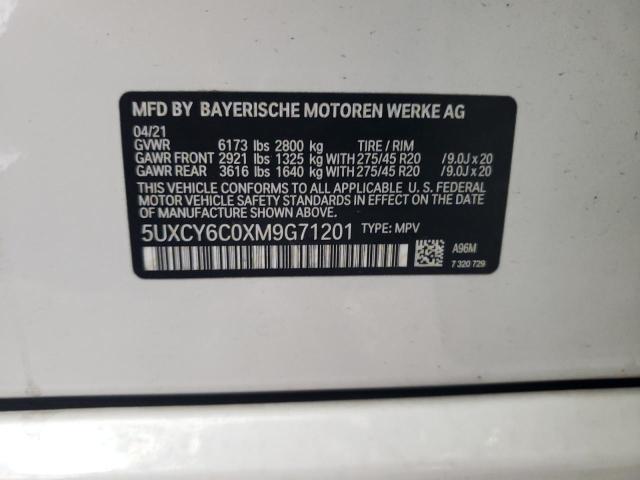 MFD BY BAYERISCHE MOTOREN WERKE AG
04/21
GVWR 6173 lbs 2800 kg TIRE / RIM
GAWR FRONT 2921 lbs 1325 kg WITH 275/45 R20 /9.0J x 20
GAWR REAR 3616 lbs 1640 kg WITH 275/45 R20 /9.0J x 20
THIS VEHICLE CONFORMS TO ALL APPLICABLE U. S. FEDERAL
MOTOR VEHICLE SAFETY STANDARDS IN EFFECT ON THE
DATE OF MANUFACTURE SHOWN ABOVE.
5UXCY6C0XM9G71201 TYPE: MPV
A96M
7 320 729